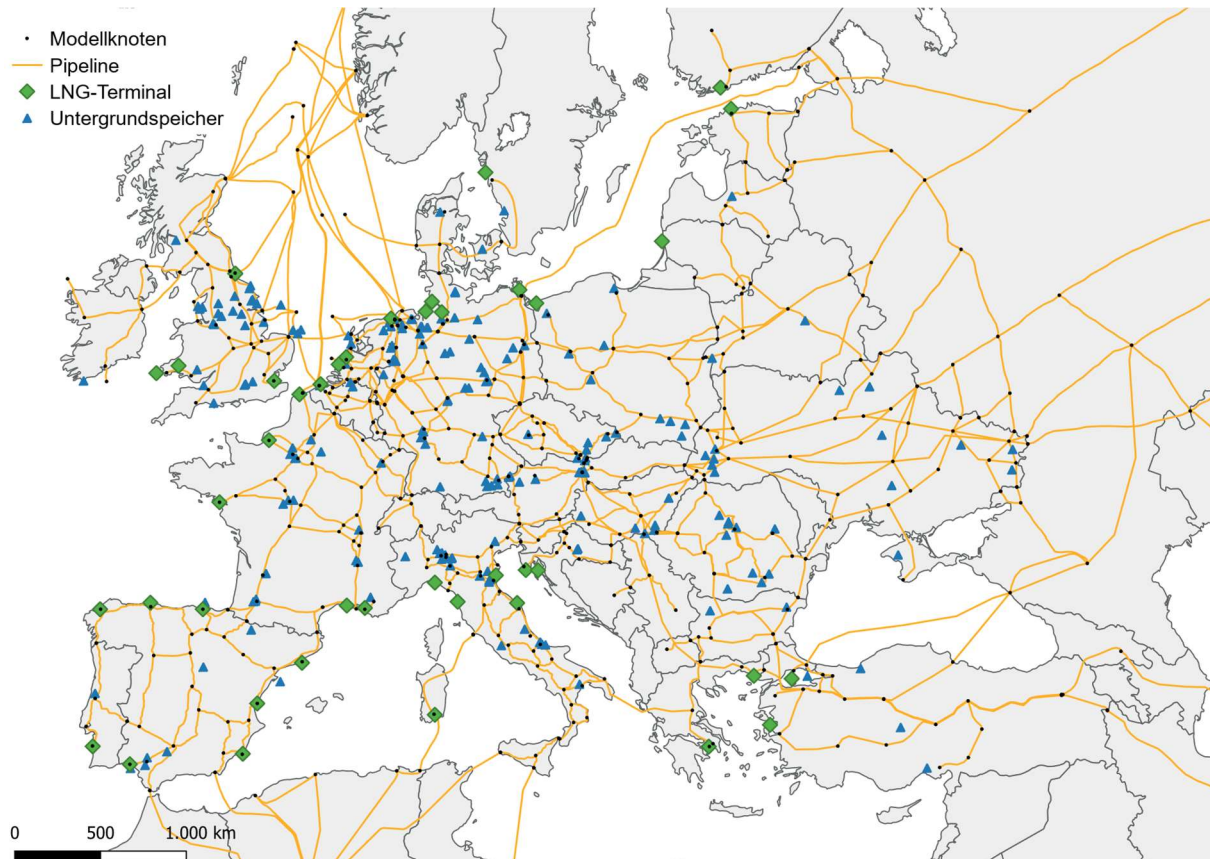 Modellknoten
Pipeline
LNG-Terminal
Untergrundspeicher
0 500 1.000 km